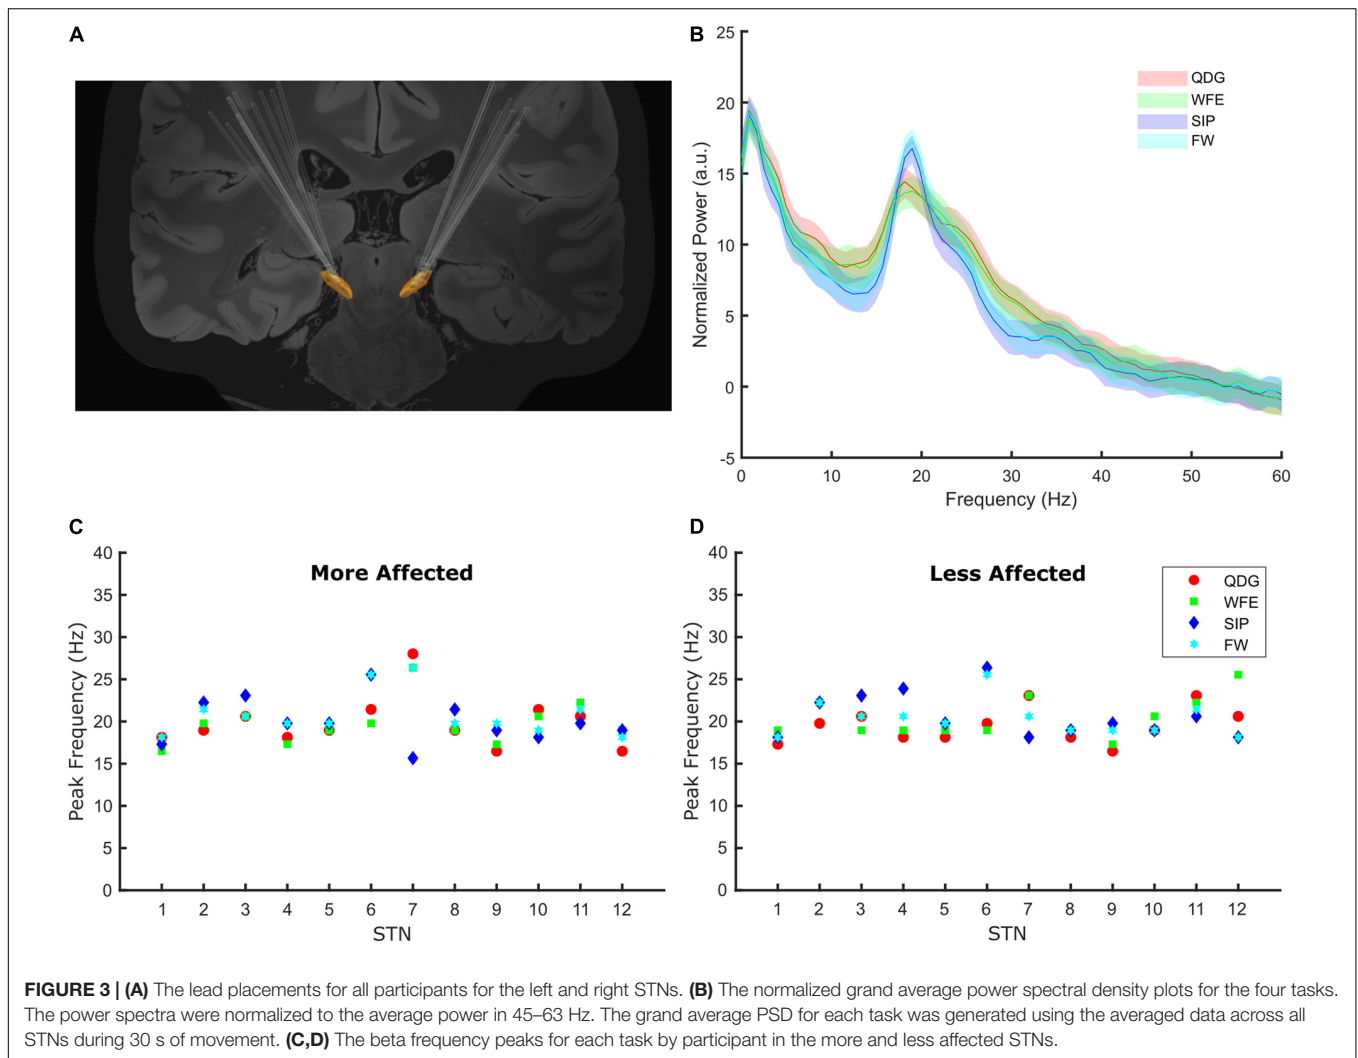 A
B
25
20
15
10
5
0
-5
Normalized Power (a.u.)
0 10 20 30 40 50 60
Frequency (Hz)
QDG
WFE
SIP
FW
C
More Affected
40
35
30
25
20
15
10
5
0
Peak Frequency (Hz)
1 2 3 4 5 6 7 8 9 10 11 12
STN
D
Less Affected
40
35
30
25
20
15
10
5
0
Peak Frequency (Hz)
1 2 3 4 5 6 7 8 9 10 11 12
STN
QDG
WFE
SIP
FW
FIGURE 3 | (A) The lead placements for all participants for the left and right STNs. (B) The normalized grand average power spectral density plots for the four tasks.
The power spectra were normalized to the average power in 45–63 Hz. The grand average PSD for each task was generated using the averaged data across all
STNs during 30 s of movement. (C,D) The beta frequency peaks for each task by participant in the more and less affected STNs.